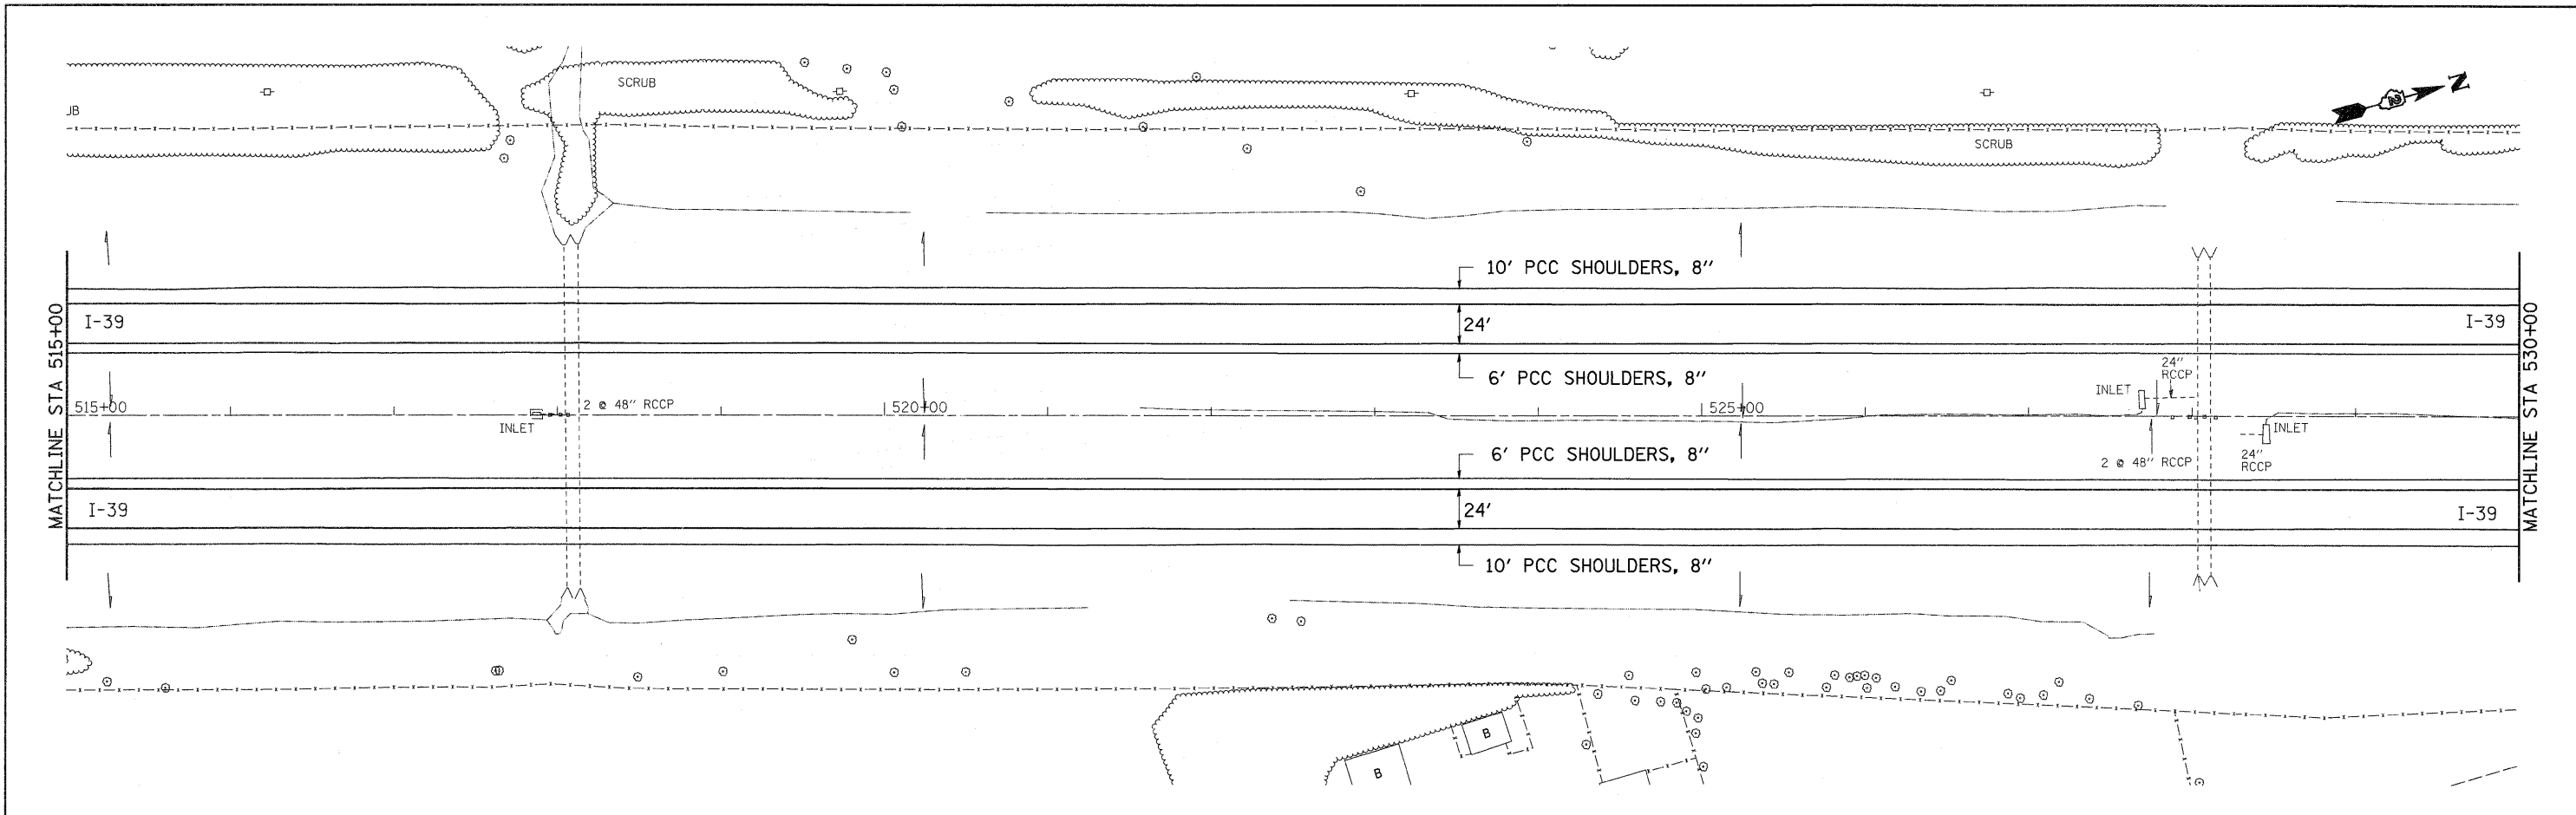 JB
SCRUB
N
SCRUB
10' PCC SHOULDERS, 8"
MATCHLINE STA 515+00
I-39
24'
I-39
MATCHLINE STA 530+00
6' PCC SHOULDERS, 8"
24"
RCCP
INLET
515+00
2 @ 48" RCCP
520+00
525+00
INLET
INLET
6' PCC SHOULDERS, 8"
2 @ 48" RCCP
24"
RCCP
I-39
24'
I-39
10' PCC SHOULDERS, 8"
B
B